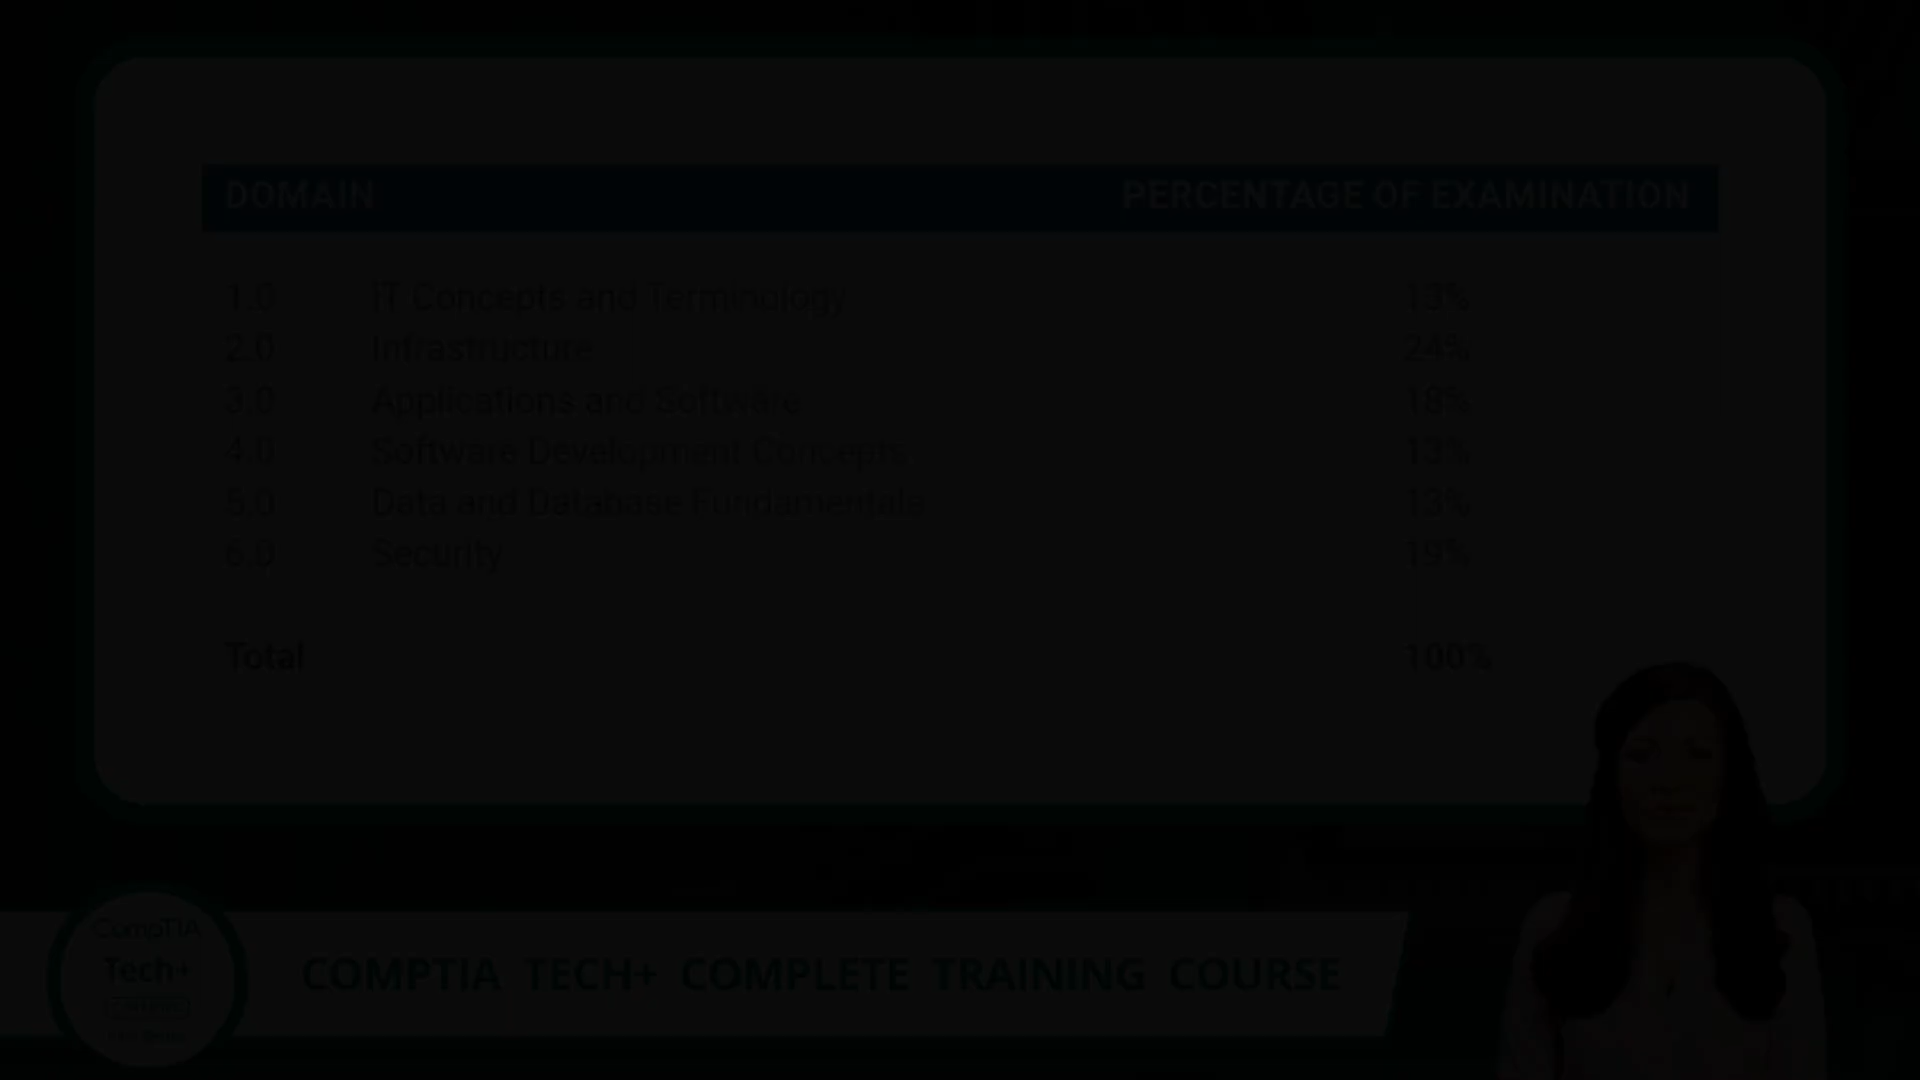 DOMAIN PERCENTAGE OF EXAMINATION
1.0 IT Concepts and Terminology 13%
2.0 Infrastructure 24%
3.0 Applications and Software 18%
4.0 Software Development Concepts 13%
5.0 Data and Database Fundamentals 13%
6.0 Security 19%
Total 100%
CompTIA
Tech+
COMPTIA TECH+ COMPLETE TRAINING COURSE